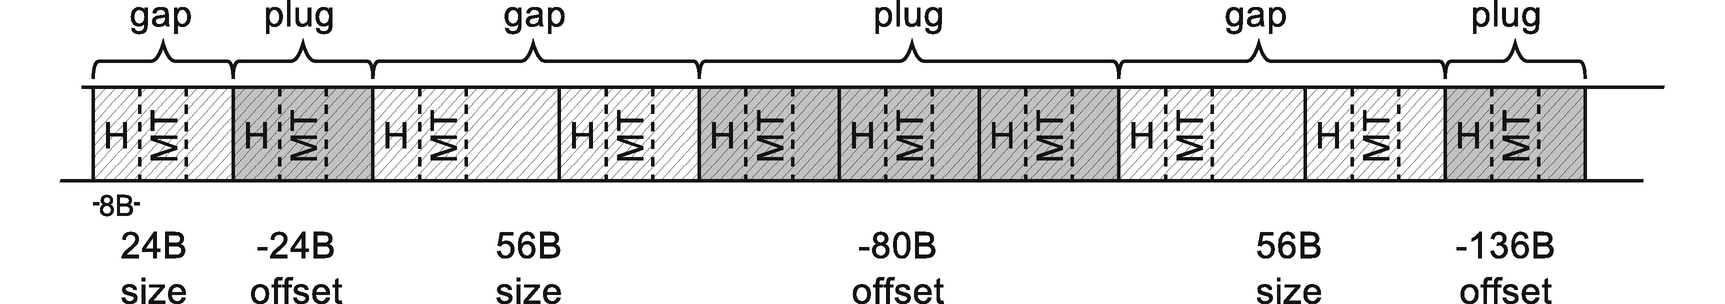 gap plug gap plug gap plug
H MT H MT H MT H MT H MT H MT H MT H MT H MT H MT
-8B-
24B -24B 56B -80B 56B -136B
size offset size offset size offset